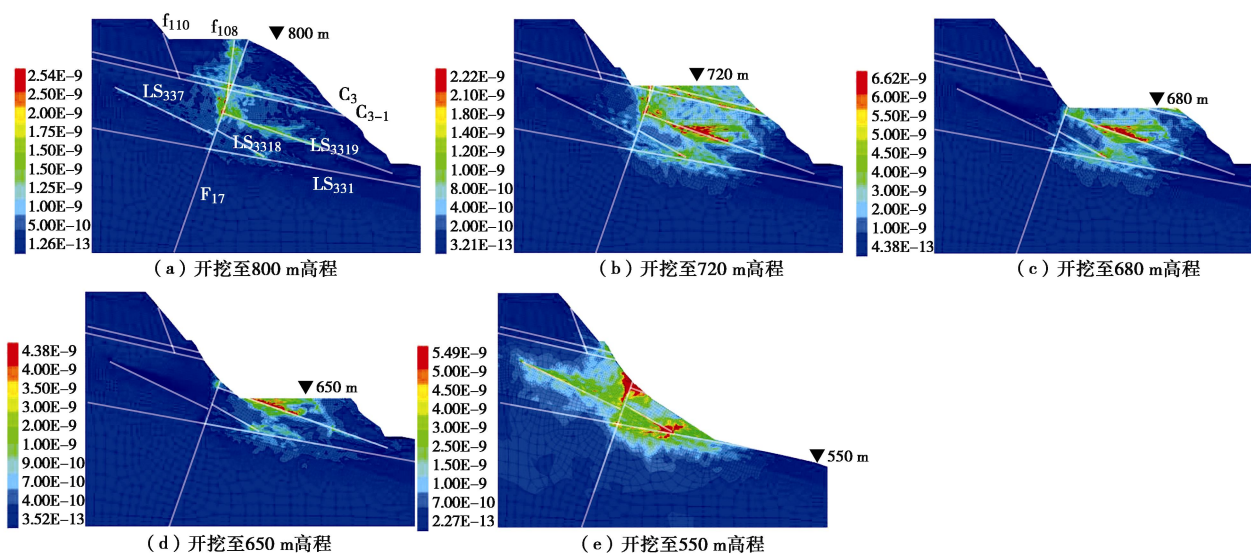 f110
f108
▼ 800 m
2.54E–9
2.50E–9
2.00E–9
1.75E–9
1.50E–9
1.50E–9
1.25E–9
1.00E–9
5.00E–10
1.26E–13
LS337
C3
C3–1
LS3318
LS3319
LS331
F17
(a)开挖至800 m高程
▼ 720 m
2.22E–9
2.10E–9
1.80E–9
1.40E–9
1.20E–9
1.00E–9
8.00E–10
4.00E–10
2.00E–10
3.21E–13
(b)开挖至720 m高程
▼ 680 m
6.62E–9
6.00E–9
5.50E–9
5.00E–9
4.50E–9
4.00E–9
3.00E–9
2.00E–9
1.00E–9
4.38E–13
(c)开挖至680 m高程
▼ 650 m
4.38E–9
4.00E–9
3.50E–9
3.00E–9
2.00E–9
1.00E–9
9.00E–10
7.00E–10
4.00E–10
3.52E–13
(d)开挖至650 m高程
▼ 550 m
5.49E–9
5.00E–9
4.50E–9
4.00E–9
3.00E–9
2.50E–9
1.50E–9
1.00E–9
7.00E–10
2.27E–13
(e)开挖至550 m高程